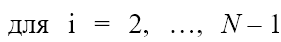 для i = 2, …, N – 1